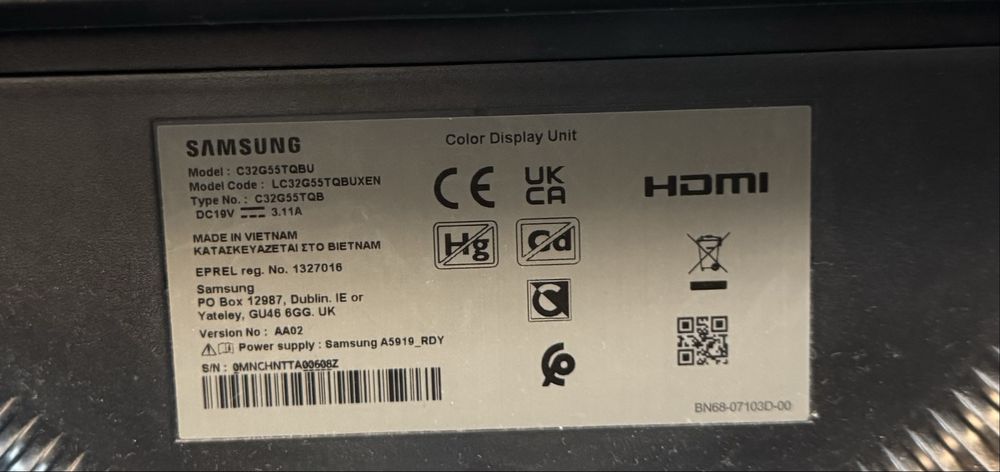 SAMSUNG
Color Display Unit
Model : C32G55TQBU
Model Code : LC32G55TQBUXEN
Type No. : C32G55TQB
DC19V 3.11A
CE
UK
CA
HDMI
MADE IN VIETNAM
ΚΑΤΑΣΚΕΥΑΖΕΤΑΙ ΣΤΟ ΒΙΕΤΝΑΜ
Hg
Cd
EPREL reg. No. 1327016
Samsung
PO Box 12987, Dublin. IE or
Yateley, GU46 6GG. UK
Version No : AA02
Power supply : Samsung A5919_RDY
S/N : 0MNCHNTTA00608Z
BN68-07103D-00